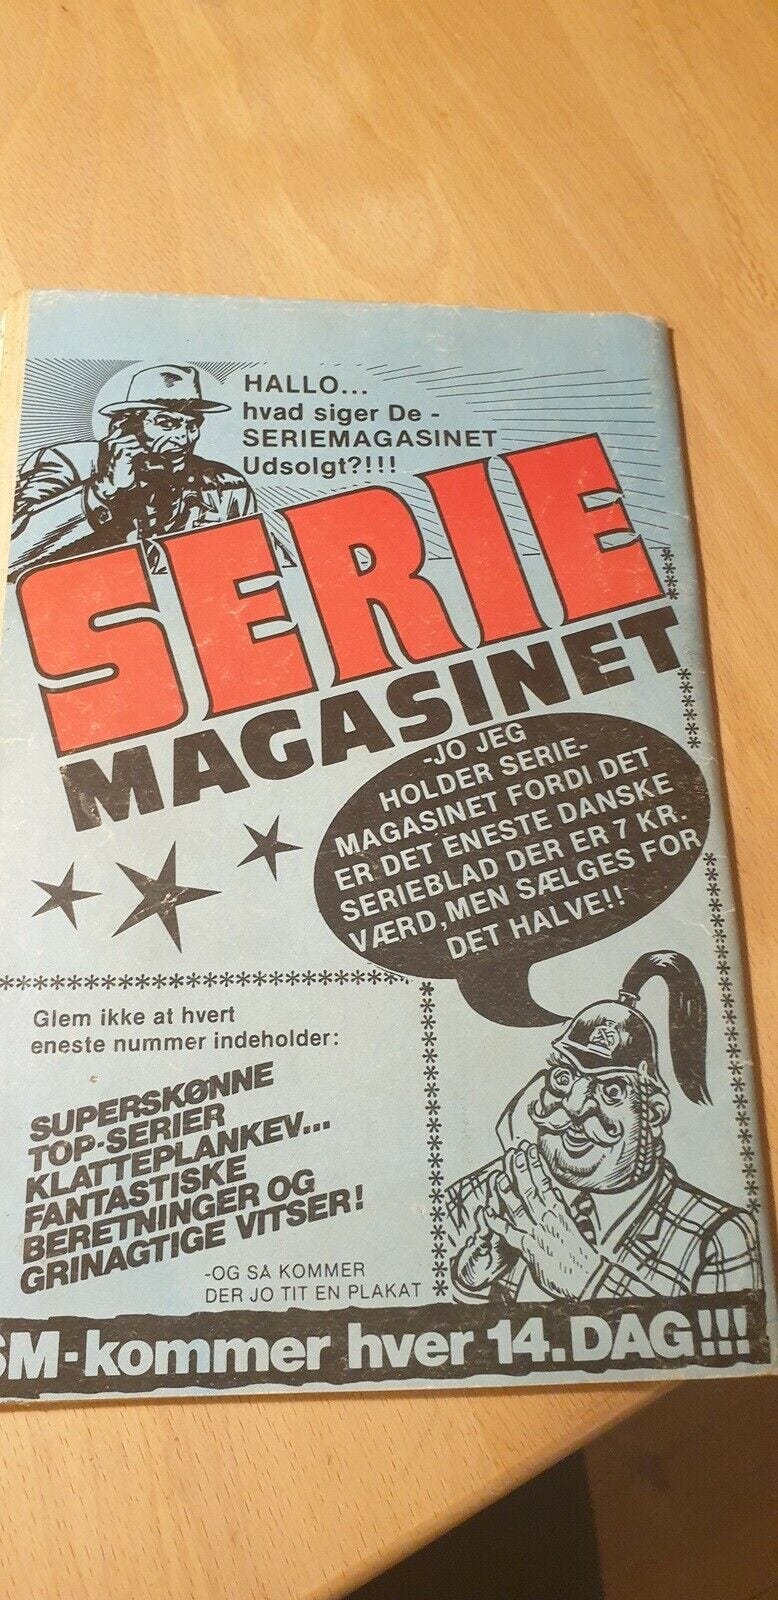 HALLO...
hvad siger De -
SERIEMAGASINET
Udsolgt?!!!
SERIE
MAGASINET
-JO JEG
HOLDER SERIE-
MAGASINET FORDI DET
ER DET ENESTE DANSKE
SERIEBLAD DER ER 7 KR.
VÆRD, MEN SÆLGES FOR
DET HALVE!!
Glem ikke at hvert
eneste nummer indeholder:
SUPERSKØNNE
TOP-SERIER
KLATTEPLANKEV...
FANTASTISKE
BERETNINGER OG
GRINAGTIGE VITSER!
-OG SÅ KOMMER
DER JO TIT EN PLAKAT
SM-kommer hver 14. DAG!!!